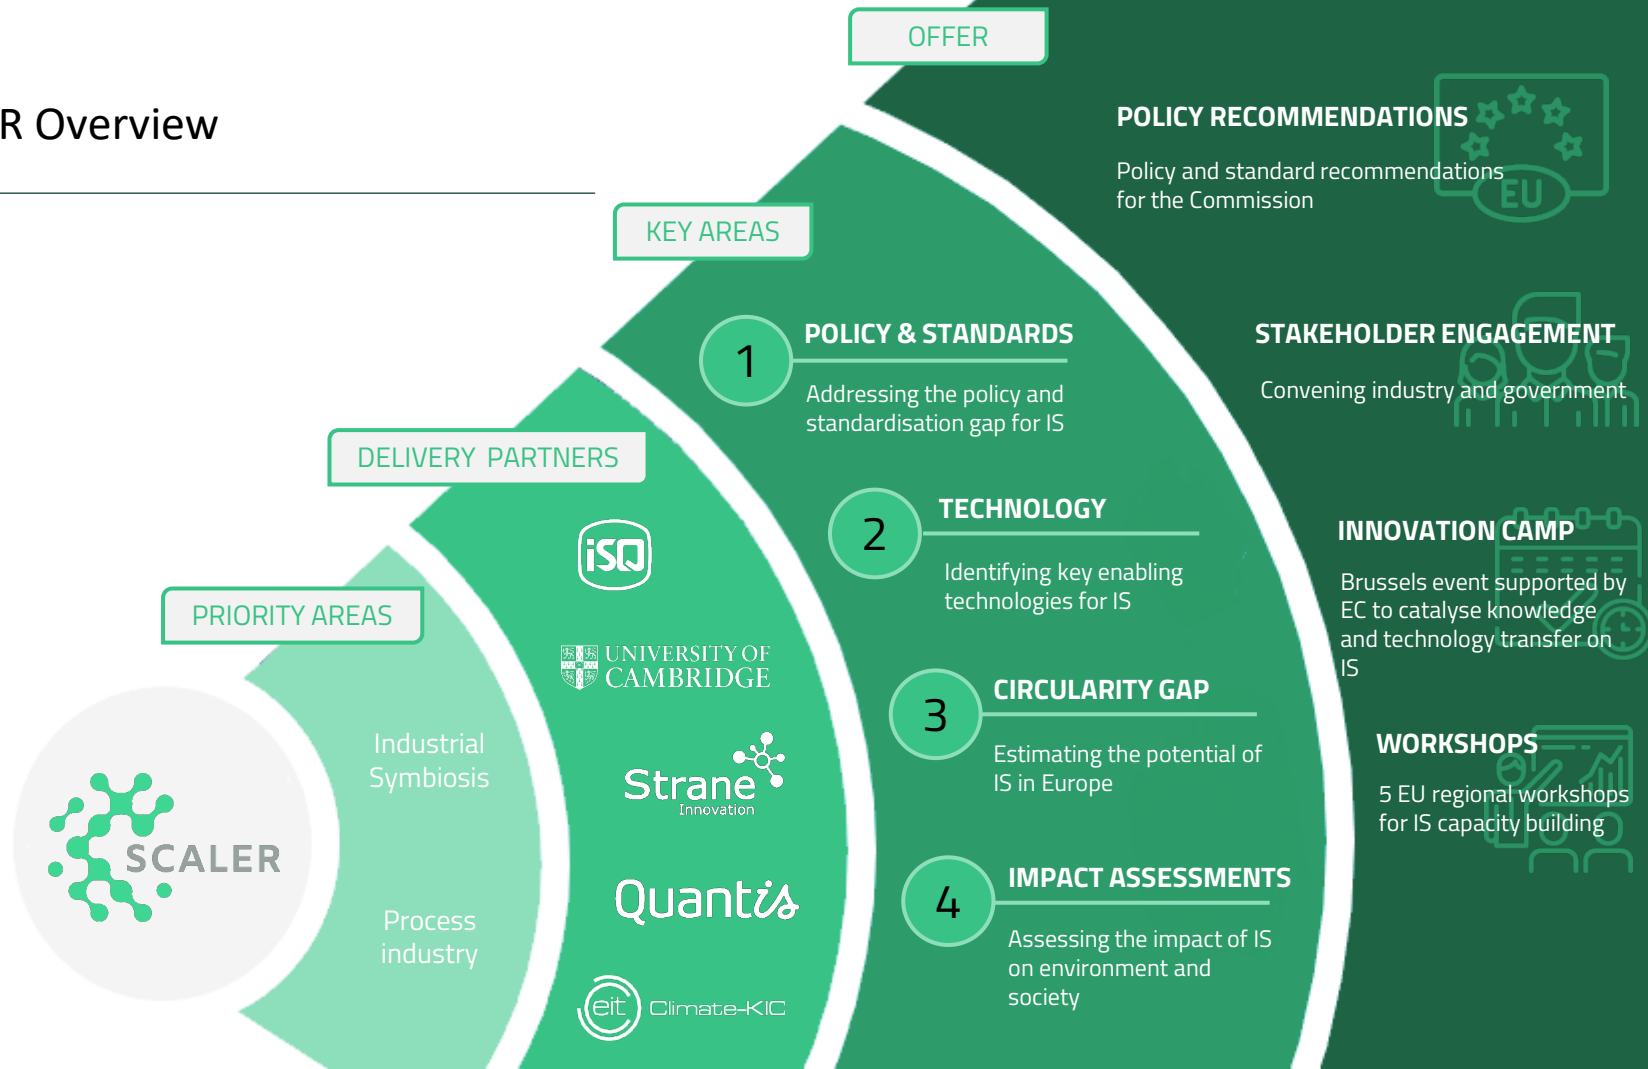 R Overview
OFFER
POLICY RECOMMENDATIONS
Policy and standard recommendations
for the Commission
EU
STAKEHOLDER ENGAGEMENT
Convening industry and government
INNOVATION CAMP
Brussels event supported by
EC to catalyse knowledge
and technology transfer on
IS
WORKSHOPS
5 EU regional workshops
for IS capacity building
KEY AREAS
1
POLICY & STANDARDS
Addressing the policy and
standardisation gap for IS
2
TECHNOLOGY
Identifying key enabling
technologies for IS
3
CIRCULARITY GAP
Estimating the potential of
IS in Europe
4
IMPACT ASSESSMENTS
Assessing the impact of IS
on environment and
society
DELIVERY PARTNERS
iSQ
UNIVERSITY OF
CAMBRIDGE
Strane
Innovation
Quantis
eit Climate-KIC
PRIORITY AREAS
Industrial
Symbiosis
Process
industry
SCALER